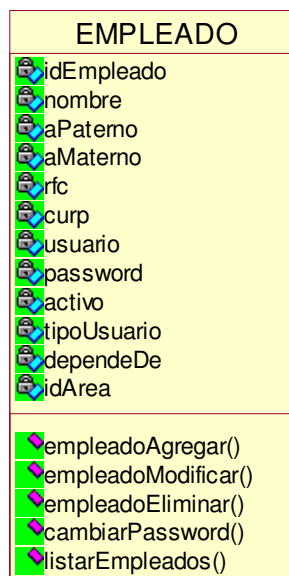 EMPLEADO
idEmpleado
nombre
aPaterno
aMaterno
rfc
curp
usuario
password
activo
tipoUsuario
dependeDe
idArea
empleadoAgregar()
empleadoModificar()
empleadoEliminar()
cambiarPassword()
listarEmpleados()